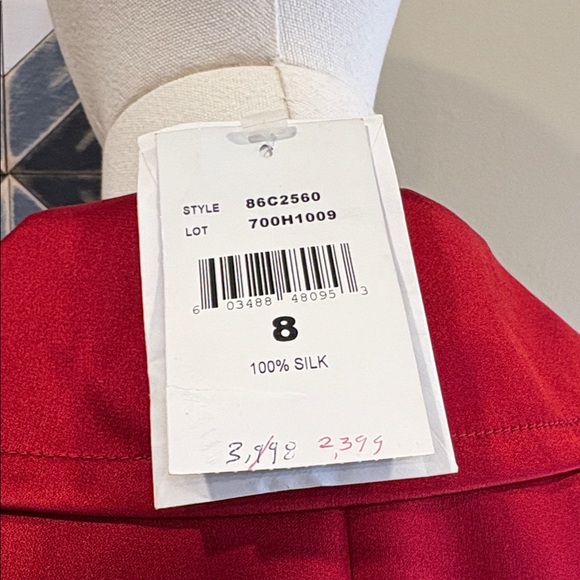 STYLE 86C2560
LOT 700H1009
6 03488 48095 3
8
100% SILK
3,998 2,399